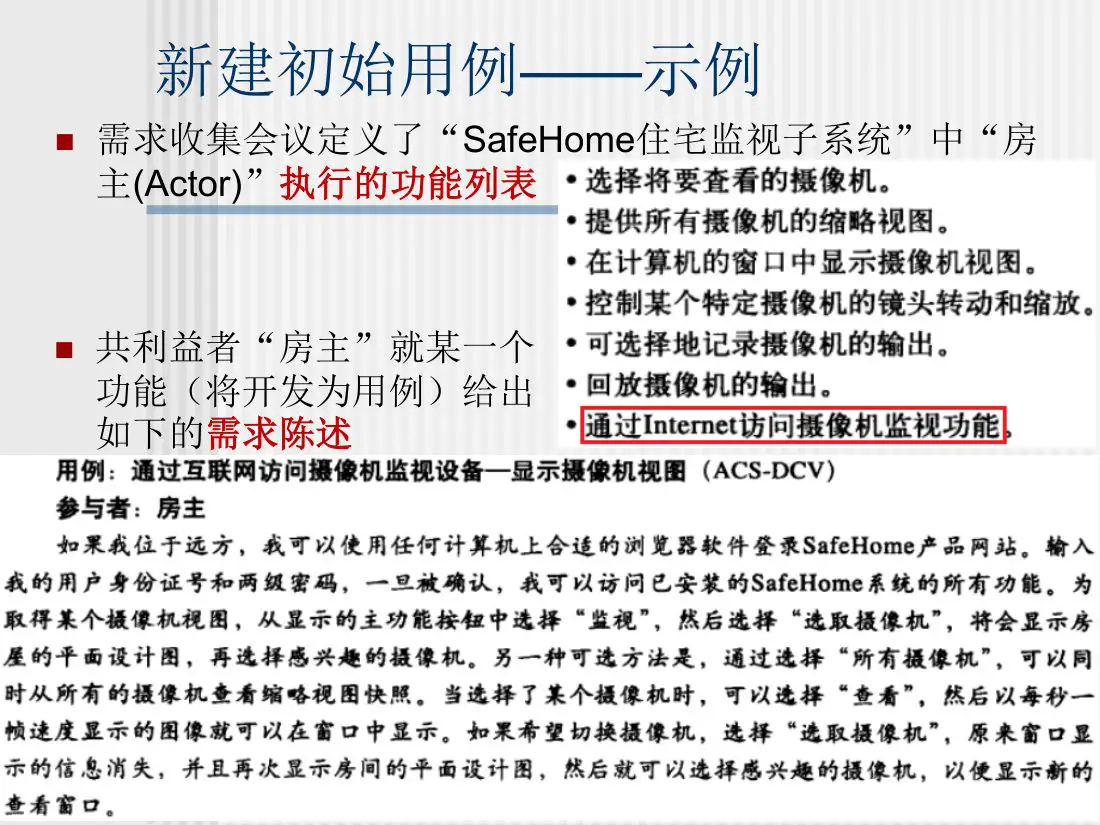 新建初始用例——示例
■ 需求收集会议定义了“SafeHome住宅监视子系统”中“房
主(Actor)”执行的功能列表
• 选择将要查看的摄像机。
• 提供所有摄像机的缩略视图。
• 在计算机的窗口中显示摄像机视图。
• 控制某个特定摄像机的镜头转动和缩放。
• 可选择地记录摄像机的输出。
• 回放摄像机的输出。
• 通过Internet访问摄像机监视功能。
■ 共利益者“房主”就某一个
功能（将开发为用例）给出
如下的需求陈述
用例：通过互联网访问摄像机监视设备—显示摄像机视图（ACS-DCV）
参与者：房主
如果我位于远方，我可以使用任何计算机上合适的浏览器软件登录SafeHome产品网站。输入
我的用户身份证号和两级密码，一旦被确认，我可以访问已安装的SafeHome系统的所有功能。为
取得某个摄像机视图，从显示的主功能按钮中选择“监视”，然后选择“选取摄像机”，将会显示房
屋的平面设计图，再选择感兴趣的摄像机。另一种可选方法是，通过选择“所有摄像机”，可以同
时从所有的摄像机查看缩略视图快照。当选择了某个摄像机时，可以选择“查看”，然后以每秒一
帧速度显示的图像就可以在窗口中显示。如果希望切换摄像机，选择“选取摄像机”，原来窗口显
示的信息消失，并且再次显示房间的平面设计图，然后就可以选择感兴趣的摄像机，以便显示新的
查看窗口。